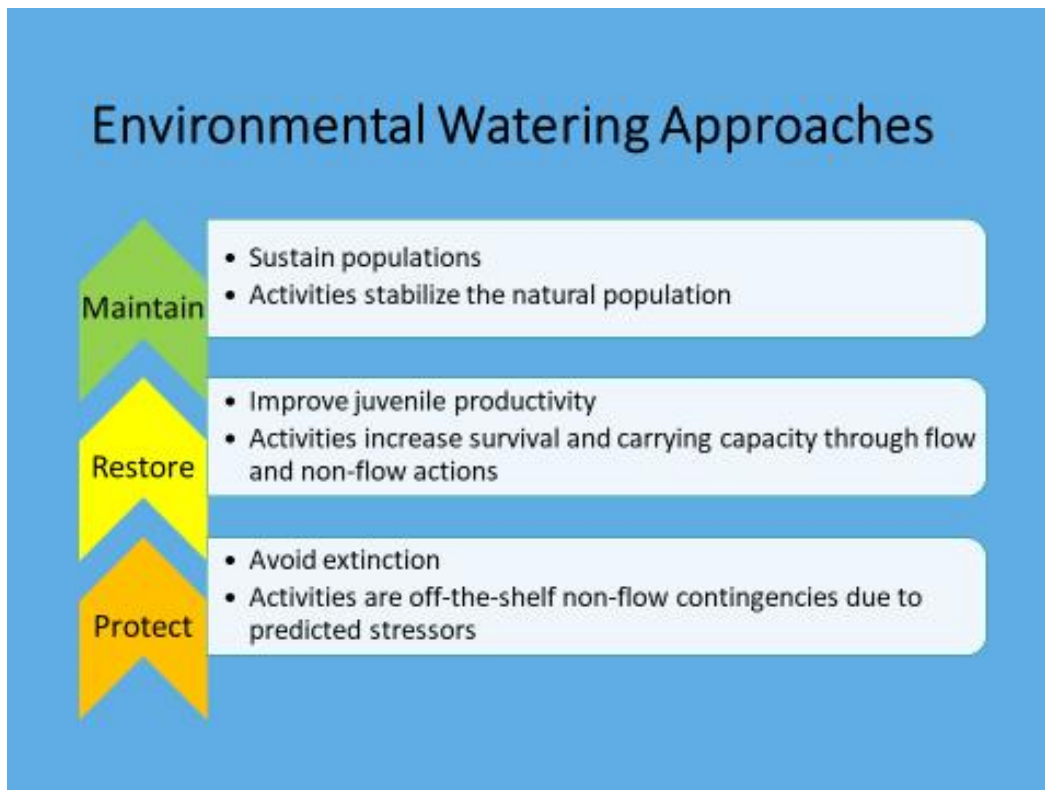 Environmental Watering Approaches
Maintain
• Sustain populations
• Activities stabilize the natural population
Restore
• Improve juvenile productivity
• Activities increase survival and carrying capacity through flow
and non-flow actions
Protect
• Avoid extinction
• Activities are off-the-shelf non-flow contingencies due to
predicted stressors